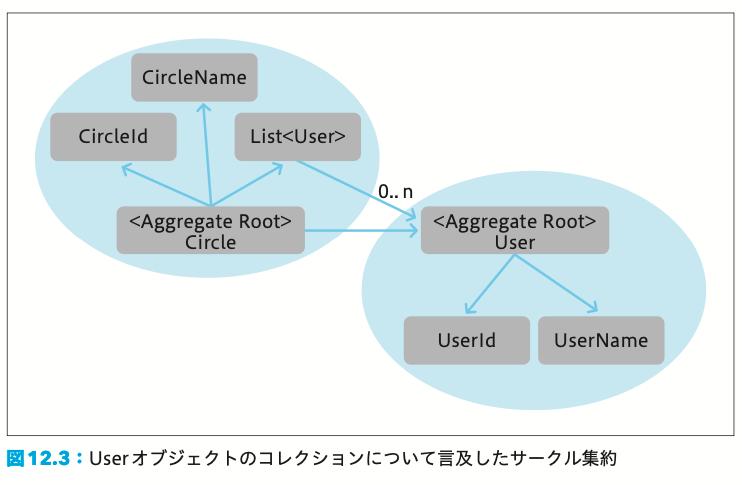 CircleName
CircleId
List<User>
0.. n
<Aggregate Root>
Circle
<Aggregate Root>
User
UserId
UserName
図12.3：Userオブジェクトのコレクションについて言及したサークル集約